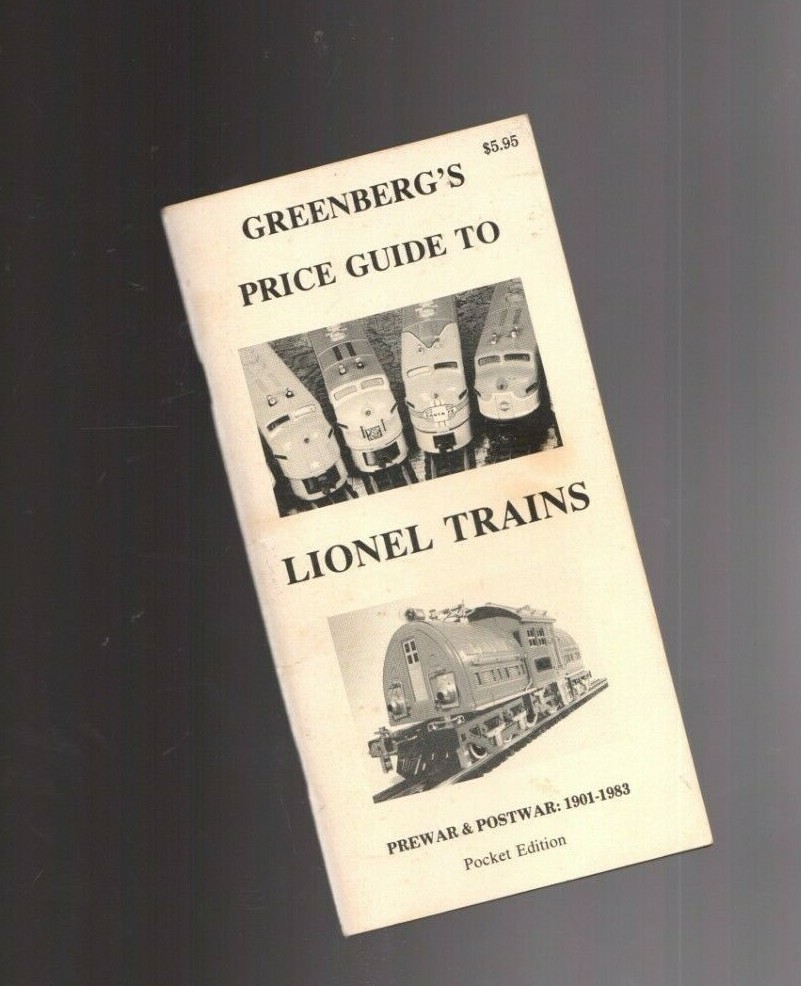 $5.95
GREENBERG'S
PRICE GUIDE TO
LIONEL TRAINS
PREWAR & POSTWAR: 1901-1983
Pocket Edition